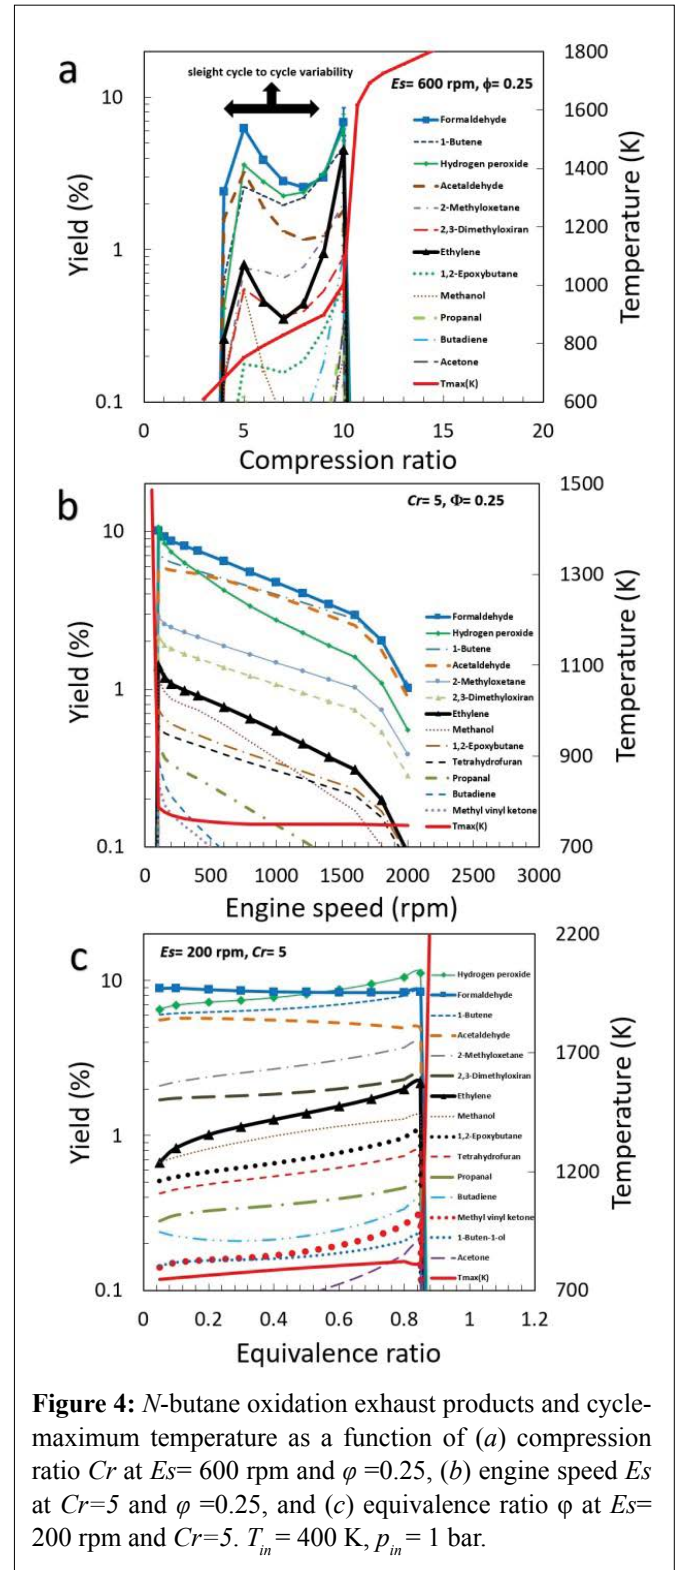 a
sleight cycle to cycle variability
Es= 600 rpm, ϕ= 0.25
Yield (%)
10
1
0.1
Formaldehyde
1-Butene
Hydrogen peroxide
Acetaldehyde
2-Methyloxetane
2,3-Dimethyloxiran
Ethylene
1,2-Epoxybutane
Methanol
Propanal
Butadiene
Acetone
Tmax(K)
1800
1600
1400
1200
1000
800
600
Temperature (K)
0 5 10 15 20
Compression ratio
b
Cr= 5, Φ= 0.25
Yield (%)
10
1
0.1
Formaldehyde
Hydrogen peroxide
1-Butene
Acetaldehyde
2-Methyloxetane
2,3-Dimethyloxiran
Ethylene
Methanol
1,2-Epoxybutane
Tetrahydrofuran
Propanal
Butadiene
Methyl vinyl ketone
Tmax(K)
1500
1300
1100
900
700
Temperature (K)
0 500 1000 1500 2000 2500 3000
Engine speed (rpm)
c
Es= 200 rpm, Cr= 5
Yield (%)
10
1
0.1
Hydrogen peroxide
Formaldehyde
1-Butene
Acetaldehyde
2-Methyloxetane
2,3-Dimethyloxiran
Ethylene
Methanol
1,2-Epoxybutane
Tetrahydrofuran
Propanal
Butadiene
Methyl vinyl ketone
1-Buten-1-ol
Acetone
Tmax(K)
2200
1700
1200
700
Temperature (K)
0 0.2 0.4 0.6 0.8 1 1.2
Equivalence ratio
Figure 4: N-butane oxidation exhaust products and cycle-
maximum temperature as a function of (a) compression
ratio Cr at Es= 600 rpm and φ =0.25, (b) engine speed Es
at Cr=5 and φ =0.25, and (c) equivalence ratio φ at Es=
200 rpm and Cr=5. Tin = 400 K, pin = 1 bar.